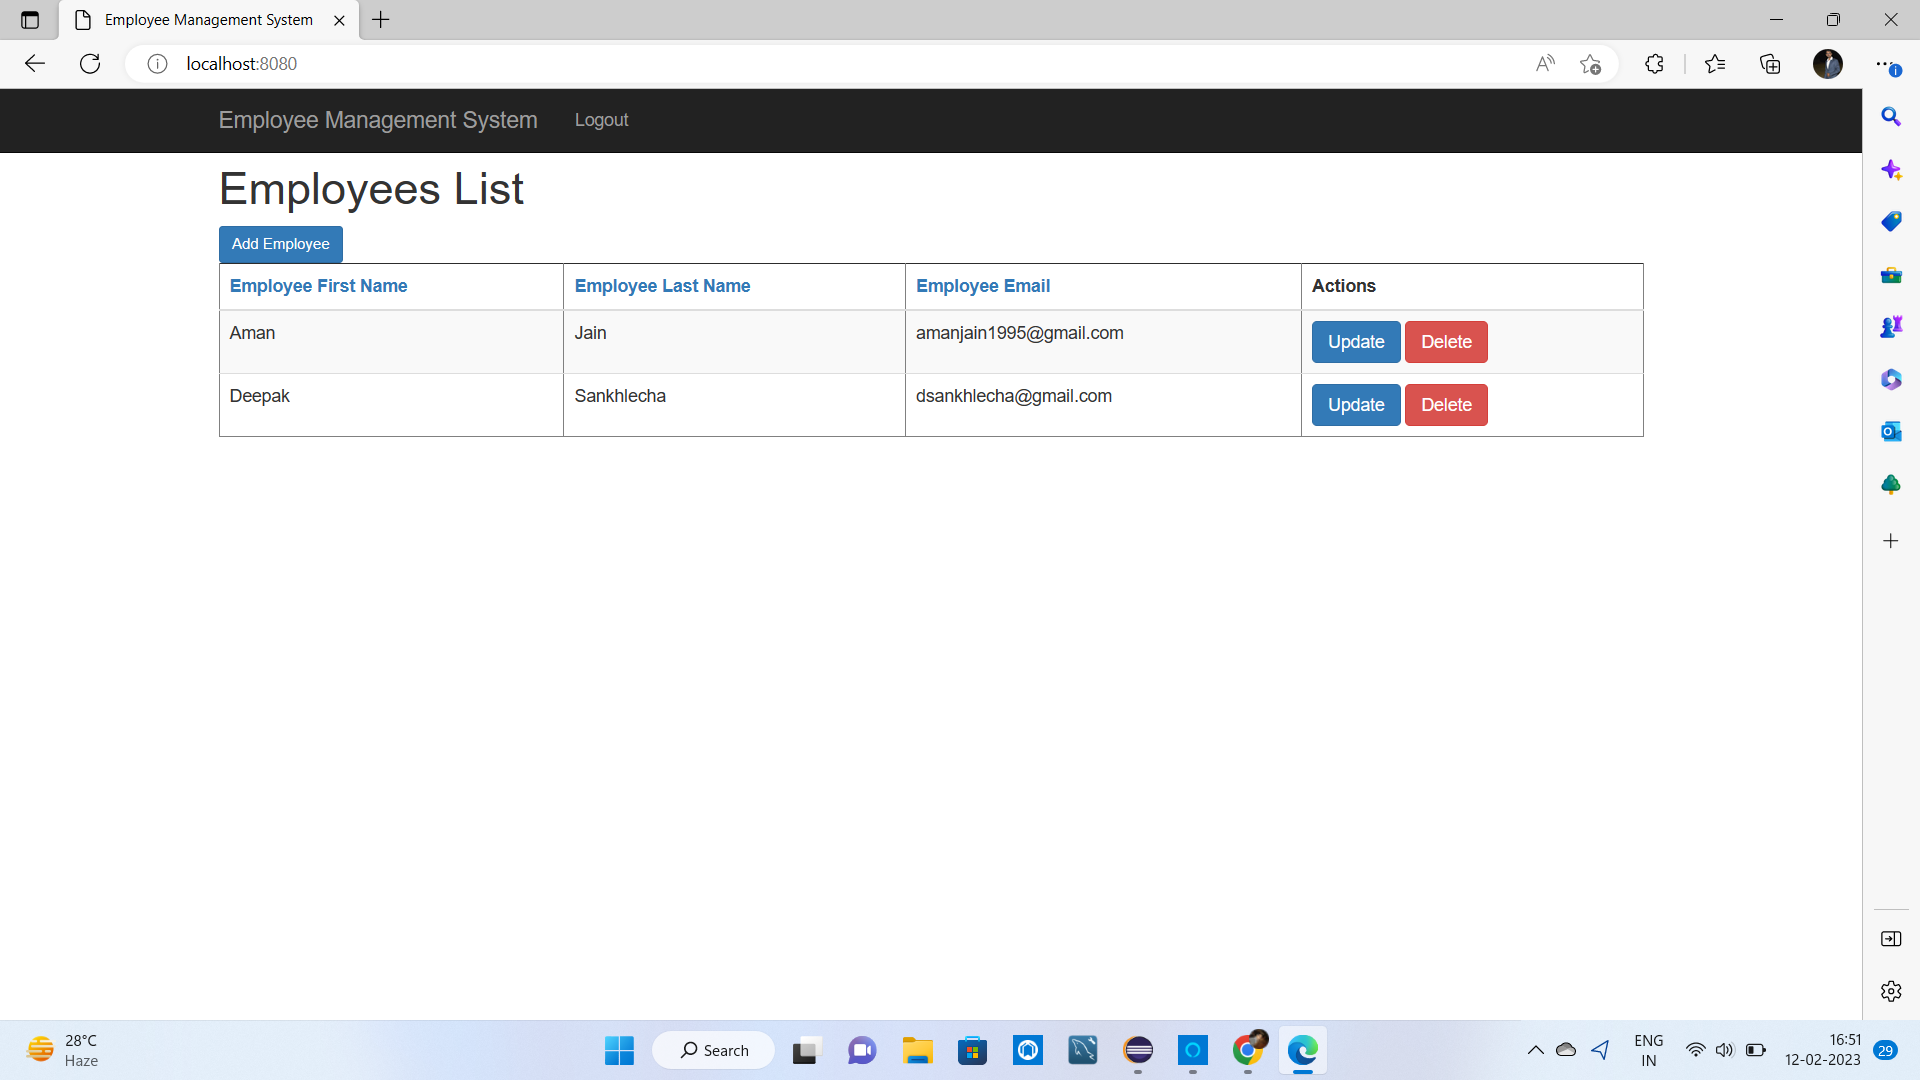 Employee Management System
localhost:8080
Employee Management System Logout
Employees List
Add Employee
Employee First Name Employee Last Name Employee Email Actions
Aman Jain amanjain1995@gmail.com Update Delete
Deepak Sankhlecha dsankhlecha@gmail.com Update Delete
28°C
Haze
Search
ENG
IN
16:51
12-02-2023
29